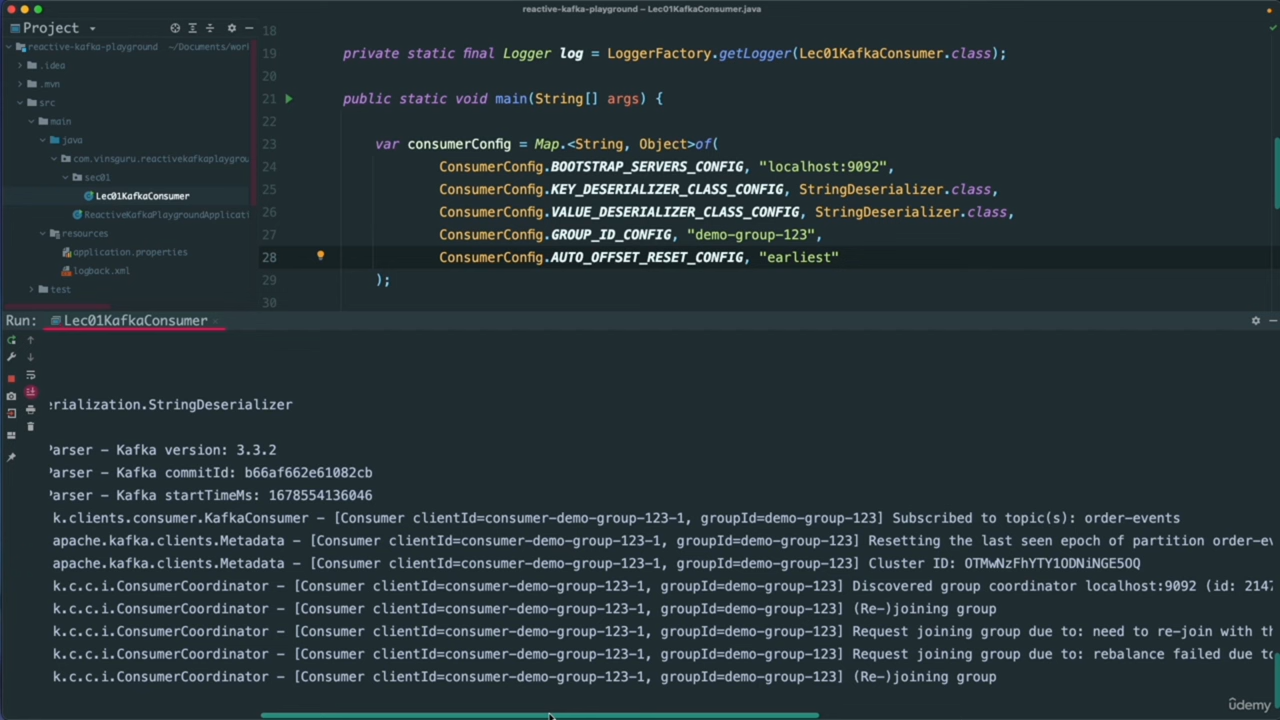 reactive-kafka-playground – Lec01KafkaConsumer.java
Project
reactive-kafka-playground ~/Documents/wor
.idea
.mvn
src
main
java
com.vinsguru.reactivekafkaplaygrou
sec01
Lec01KafkaConsumer
ReactiveKafkaPlaygroundApplicati
resources
application.properties
logback.xml
test
18
19 private static final Logger log = LoggerFactory.getLogger(Lec01KafkaConsumer.class);
20
21 public static void main(String[] args) {
22
23 var consumerConfig = Map.<String, Object>of(
24 ConsumerConfig.BOOTSTRAP_SERVERS_CONFIG, "localhost:9092",
25 ConsumerConfig.KEY_DESERIALIZER_CLASS_CONFIG, StringDeserializer.class,
26 ConsumerConfig.VALUE_DESERIALIZER_CLASS_CONFIG, StringDeserializer.class,
27 ConsumerConfig.GROUP_ID_CONFIG, "demo-group-123",
28 ConsumerConfig.AUTO_OFFSET_RESET_CONFIG, "earliest"
29 );
30
Run: Lec01KafkaConsumer
erialization.StringDeserializer
Parser – Kafka version: 3.3.2
Parser – Kafka commitId: b66af662e61082cb
Parser – Kafka startTimeMs: 1678554136046
k.clients.consumer.KafkaConsumer – [Consumer clientId=consumer-demo-group-123-1, groupId=demo-group-123] Subscribed to topic(s): order-events
apache.kafka.clients.Metadata – [Consumer clientId=consumer-demo-group-123-1, groupId=demo-group-123] Resetting the last seen epoch of partition order-ev
apache.kafka.clients.Metadata – [Consumer clientId=consumer-demo-group-123-1, groupId=demo-group-123] Cluster ID: OTMwNzFhYTY1ODNiNGE5OQ
k.c.c.i.ConsumerCoordinator – [Consumer clientId=consumer-demo-group-123-1, groupId=demo-group-123] Discovered group coordinator localhost:9092 (id: 2147
k.c.c.i.ConsumerCoordinator – [Consumer clientId=consumer-demo-group-123-1, groupId=demo-group-123] (Re-)joining group
k.c.c.i.ConsumerCoordinator – [Consumer clientId=consumer-demo-group-123-1, groupId=demo-group-123] Request joining group due to: need to re-join with th
k.c.c.i.ConsumerCoordinator – [Consumer clientId=consumer-demo-group-123-1, groupId=demo-group-123] Request joining group due to: rebalance failed due to
k.c.c.i.ConsumerCoordinator – [Consumer clientId=consumer-demo-group-123-1, groupId=demo-group-123] (Re-)joining group
ûdemy